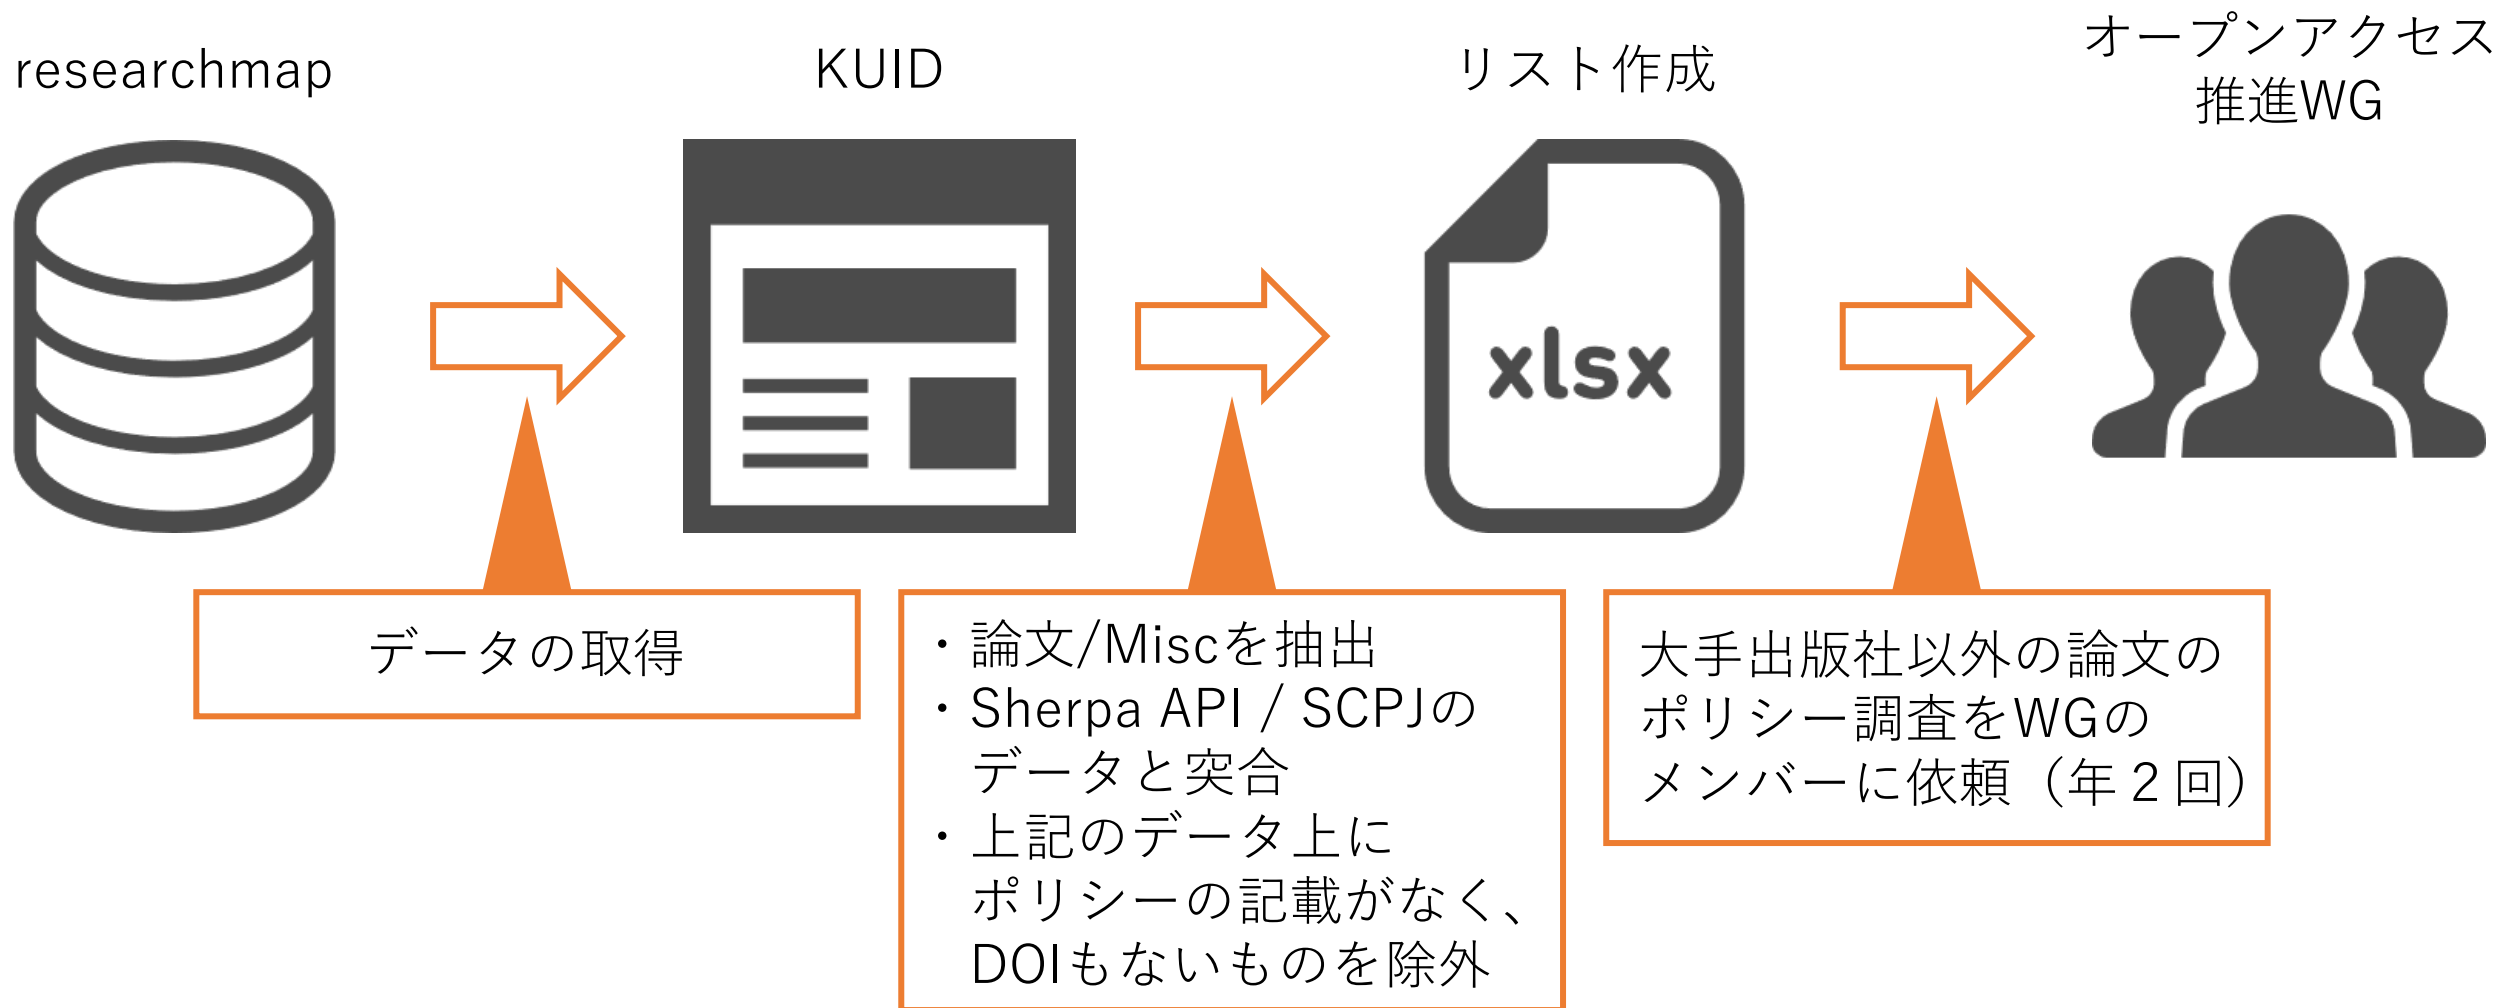 researchmap
KUID
リスト作成
オープンアクセス
推進WG
xlsx
データの取得
・論文/Miscを抽出
・Sherpa API / SCPJの
データと突合
・上記のデータ上に
ポリシーの記載がなく、
DOIもないものを除外
大手出版社以外の論文の
ポリシー調査をWGの
メンバーに依頼（年２回）